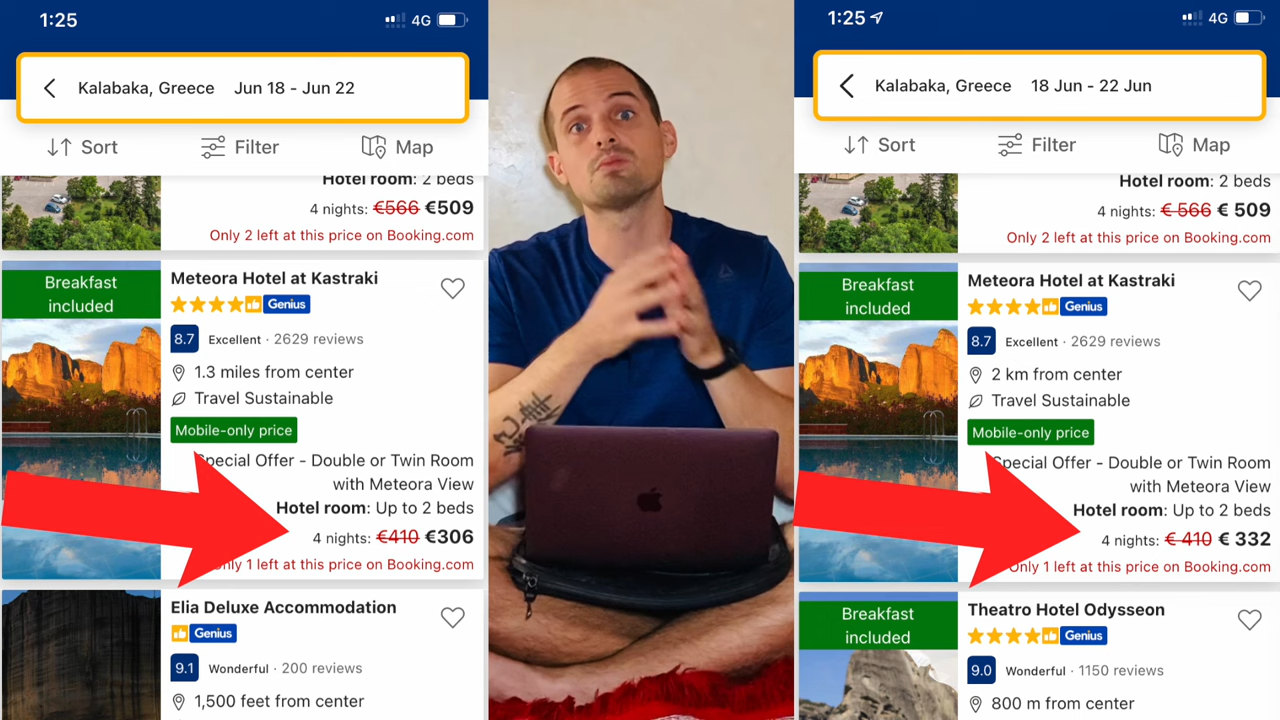 1:25
4G
Kalabaka, Greece Jun 18 - Jun 22
Sort
Filter
Map
Hotel room: 2 beds
4 nights: €566 €509
Only 2 left at this price on Booking.com
Breakfast included
Meteora Hotel at Kastraki
Genius
8.7 Excellent · 2629 reviews
1.3 miles from center
Travel Sustainable
Mobile-only price
Special Offer - Double or Twin Room
with Meteora View
Hotel room: Up to 2 beds
4 nights: €410 €306
Only 1 left at this price on Booking.com
Elia Deluxe Accommodation
Genius
9.1 Wonderful · 200 reviews
1,500 feet from center
1:25
4G
Kalabaka, Greece 18 Jun - 22 Jun
Sort
Filter
Map
Hotel room: 2 beds
4 nights: € 566 € 509
Only 2 left at this price on Booking.com
Breakfast included
Meteora Hotel at Kastraki
Genius
8.7 Excellent · 2629 reviews
2 km from center
Travel Sustainable
Mobile-only price
Special Offer - Double or Twin Room
with Meteora View
Hotel room: Up to 2 beds
4 nights: € 410 € 332
Only 1 left at this price on Booking.com
Breakfast included
Theatro Hotel Odysseon
Genius
9.0 Wonderful · 1150 reviews
800 m from center